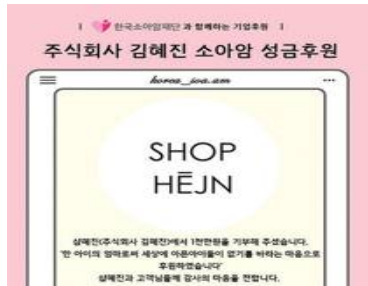 | 한국소아암재단 과 함께하는 기업후원 |
주식회사 김혜진 소아암 성금후원
korea_soa.am
SHOP
HĒJN
샵혜진(주식회사 김혜진)에서 1천만원을 기부해 주셨습니다.
'한 아이의 엄마로써 세상에 아픈아이들이 없기를 바라는 마음으로
후원하였습니다'
샵혜진과 고객님들께 감사의 마음을 전합니다.